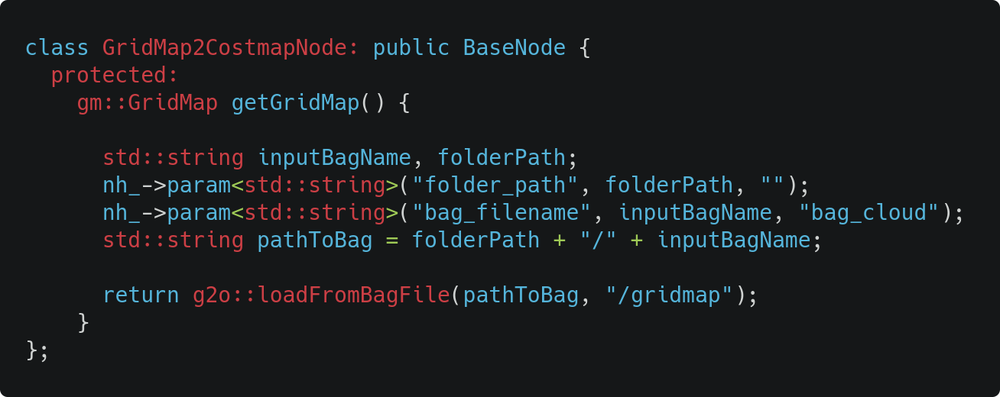 class GridMap2CostmapNode: public BaseNode {
  protected:
    gm::GridMap getGridMap() {

      std::string inputBagName, folderPath;
      nh_->param<std::string>("folder_path", folderPath, "");
      nh_->param<std::string>("bag_filename", inputBagName, "bag_cloud");
      std::string pathToBag = folderPath + "/" + inputBagName;

      return g2o::loadFromBagFile(pathToBag, "/gridmap");
    }
};